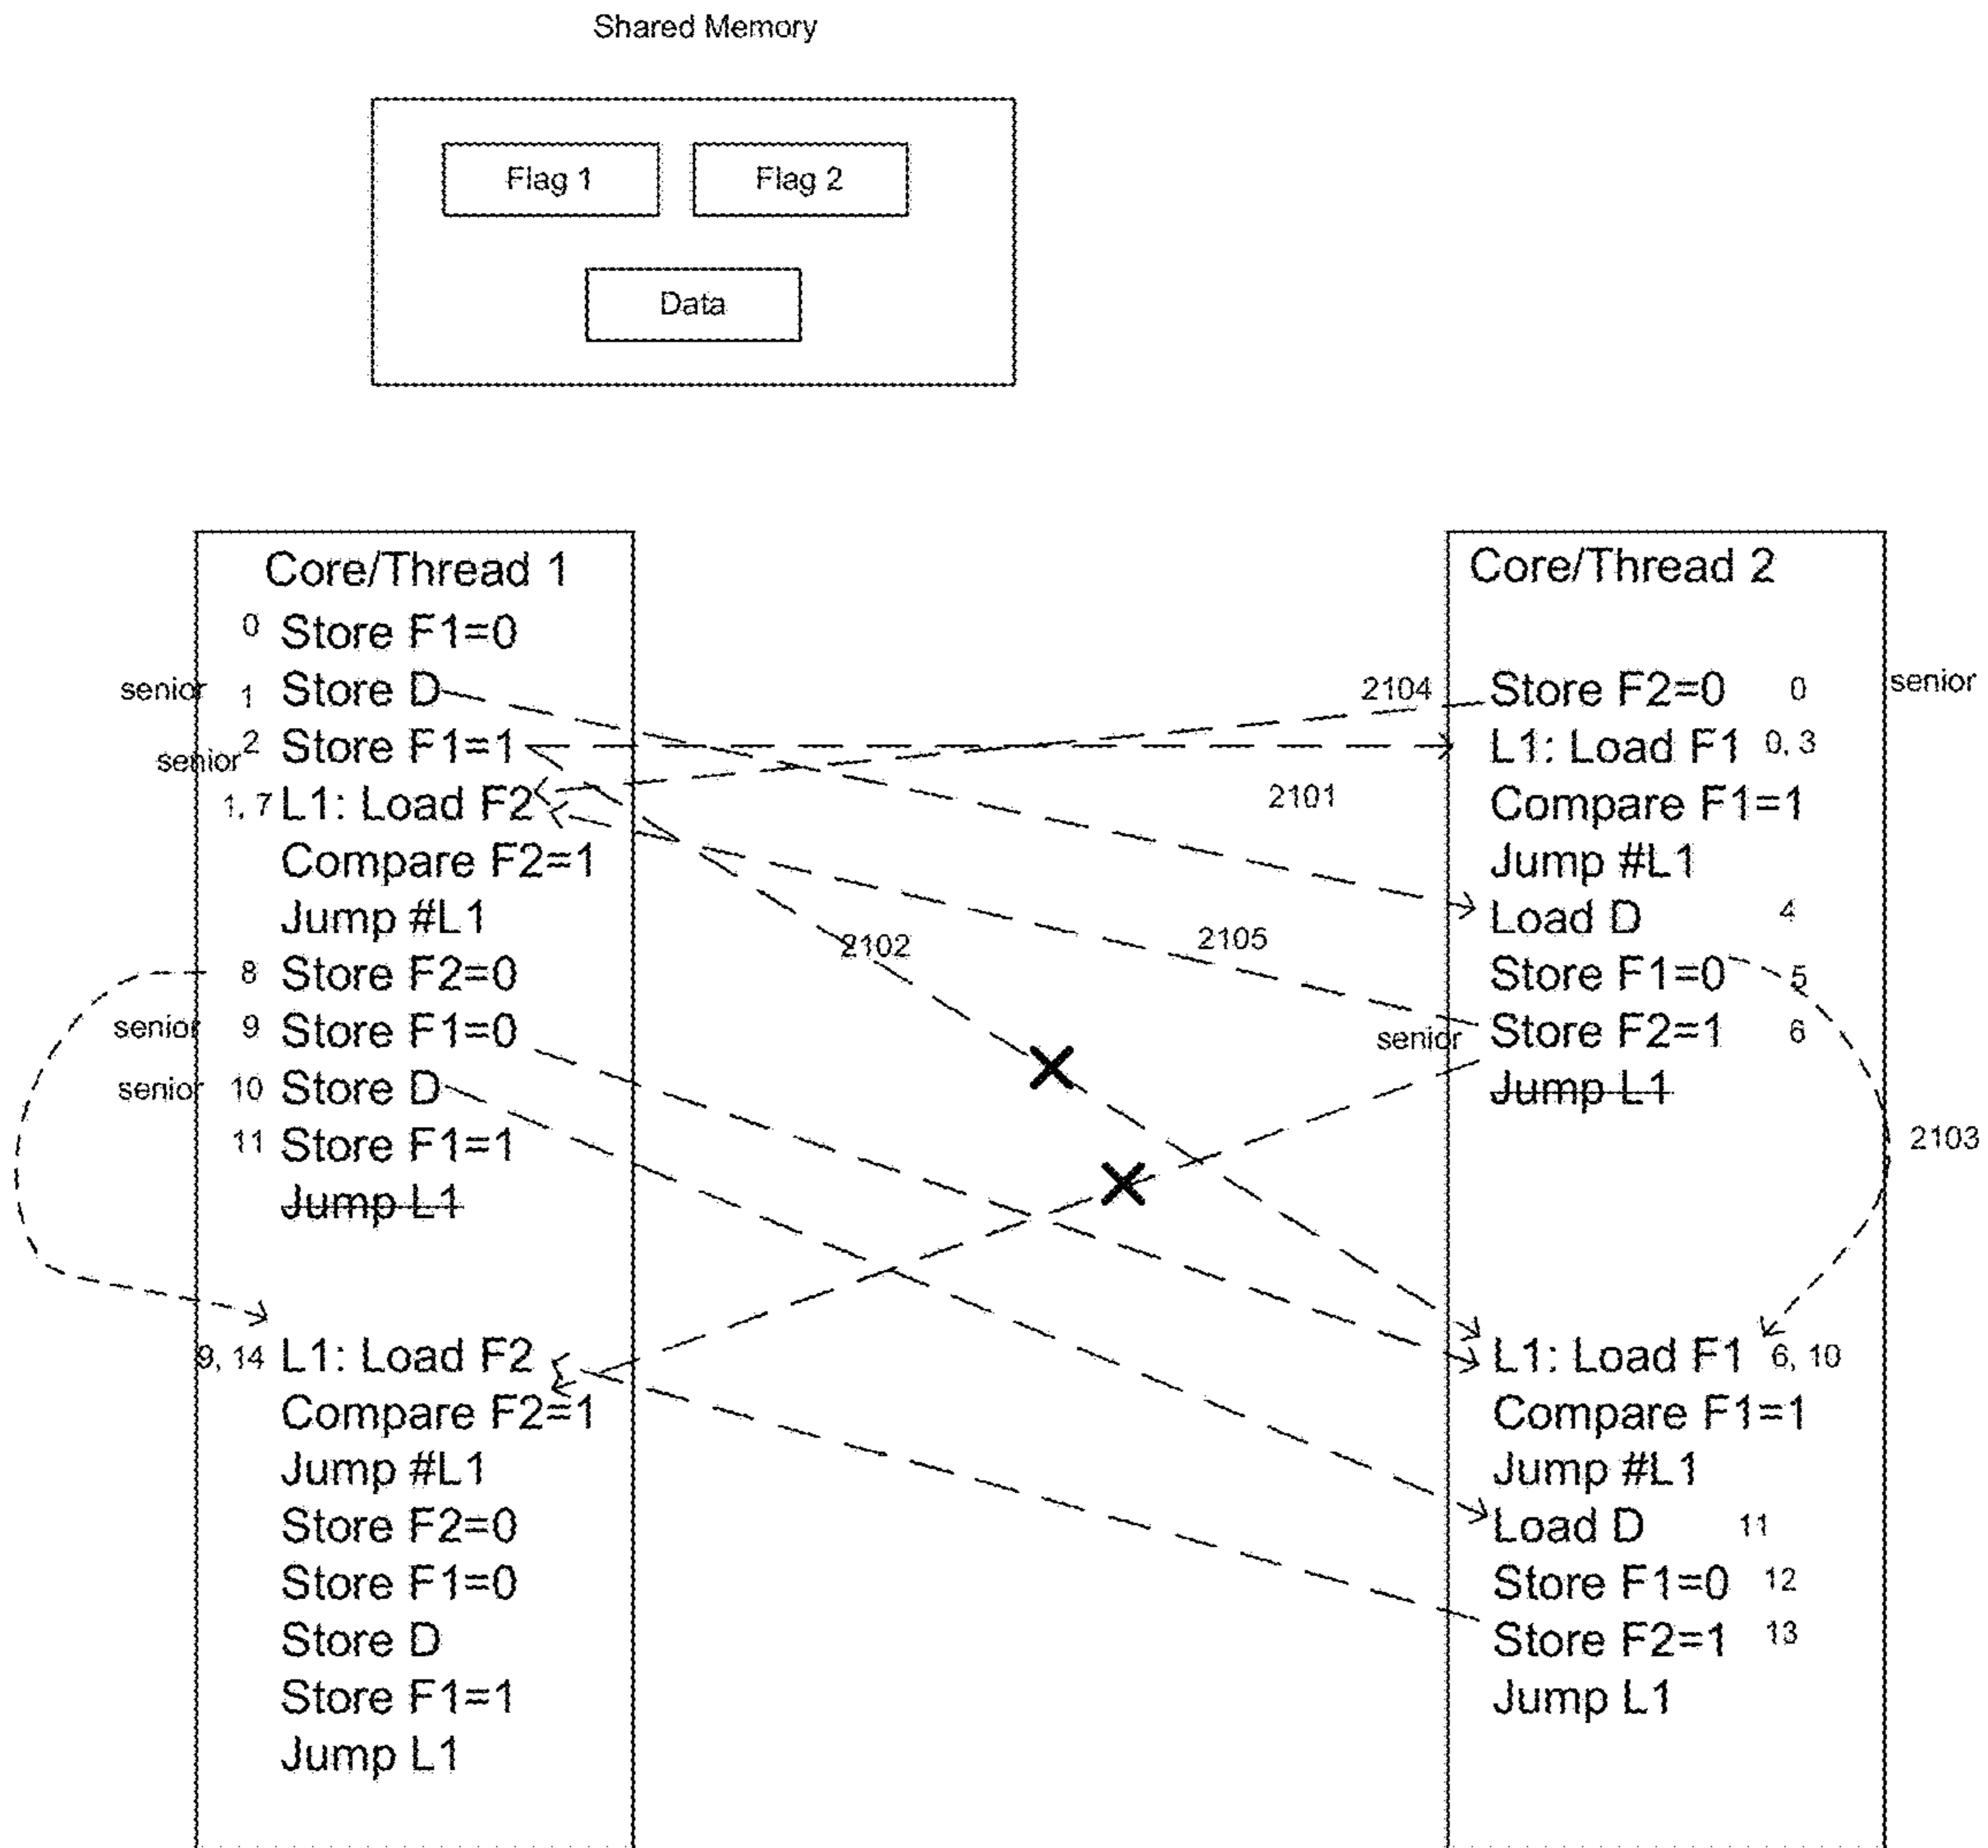 Shared Memory
Flag 1
Flag 2
Data
Core/Thread 1
0 Store F1=0
senior 1 Store D
senior 2 Store F1=1
1, 7 L1: Load F2
Compare F2=1
Jump #L1
8 Store F2=0
senior 9 Store F1=0
senior 10 Store D
11 Store F1=1
Jump L1
9, 14 L1: Load F2
Compare F2=1
Jump #L1
Store F2=0
Store F1=0
Store D
Store F1=1
Jump L1
2104
2101
2102
2105
Core/Thread 2
Store F2=0 0 senior
L1: Load F1 0, 3
Compare F1=1
Jump #L1
Load D 4
Store F1=0 5
senior Store F2=1 6
Jump L1
2103
L1: Load F1 6, 10
Compare F1=1
Jump #L1
Load D 11
Store F1=0 12
Store F2=1 13
Jump L1